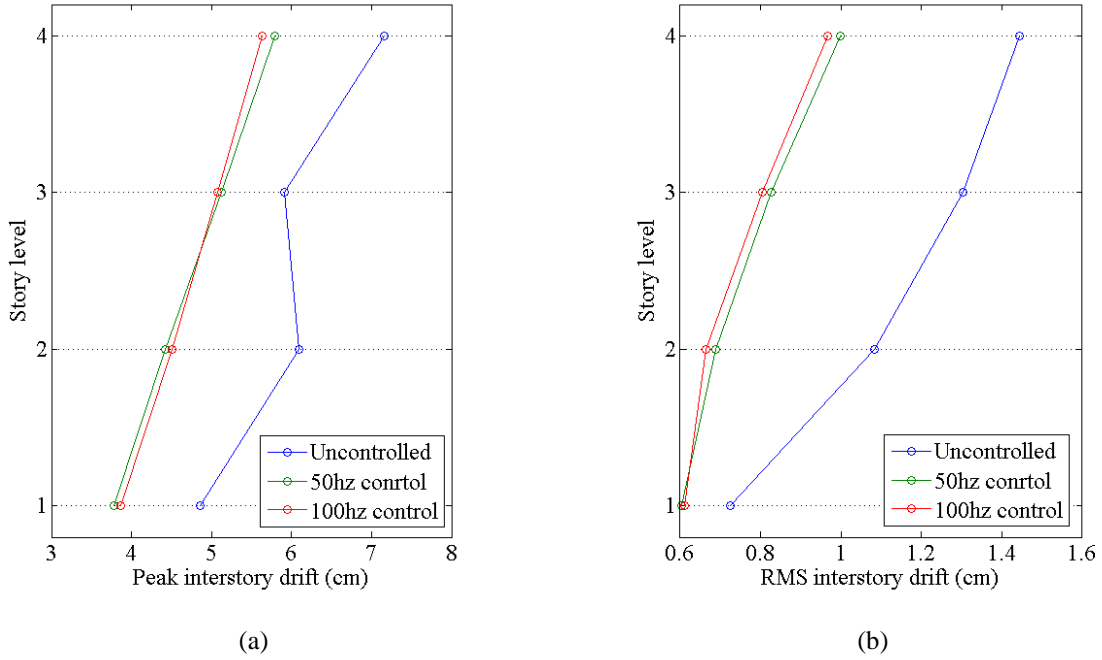 4
3
2
1
Story level
3 4 5 6 7 8
Peak interstory drift (cm)
Uncontrolled
50hz conrtol
100hz control
(a)
4
3
2
1
Story level
0.6 0.8 1 1.2 1.4 1.6
RMS interstory drift (cm)
Uncontrolled
50hz conrtol
100hz control
(b)